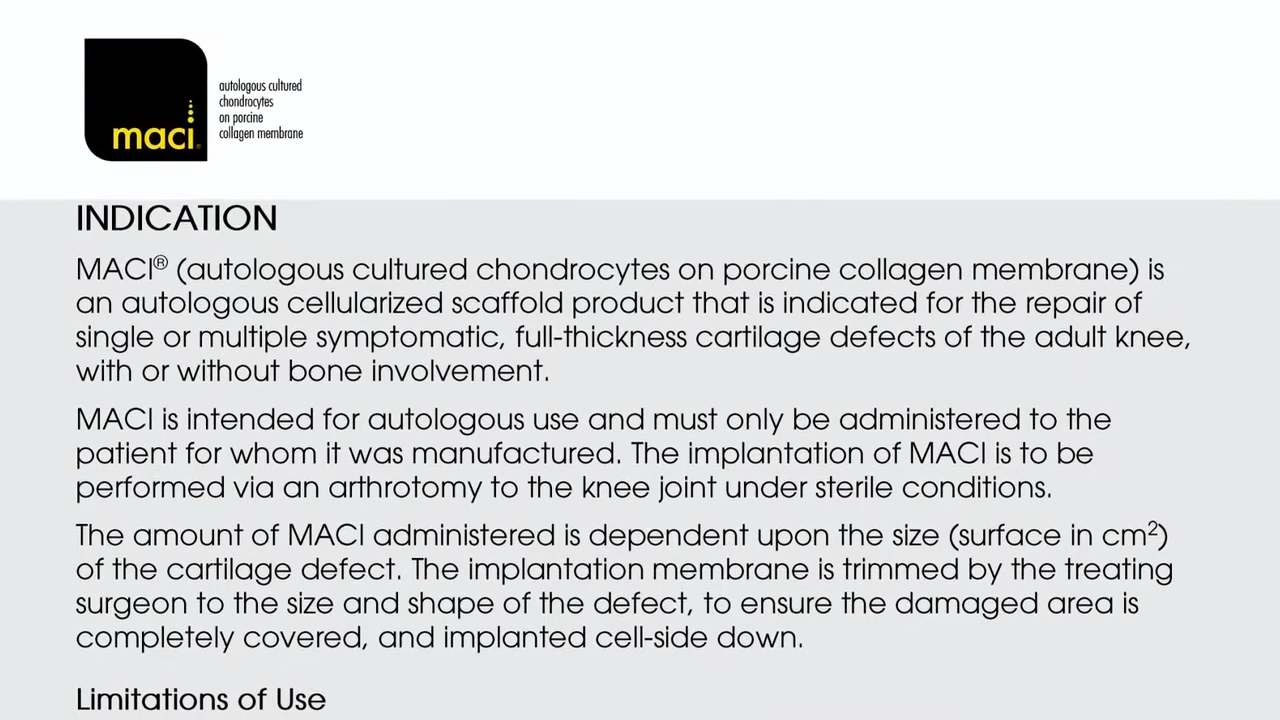 maci®
autologous cultured
chondrocytes
on porcine
collagen membrane
INDICATION
MACI® (autologous cultured chondrocytes on porcine collagen membrane) is
an autologous cellularized scaffold product that is indicated for the repair of
single or multiple symptomatic, full-thickness cartilage defects of the adult knee,
with or without bone involvement.
MACI is intended for autologous use and must only be administered to the
patient for whom it was manufactured. The implantation of MACI is to be
performed via an arthrotomy to the knee joint under sterile conditions.
The amount of MACI administered is dependent upon the size (surface in cm²)
of the cartilage defect. The implantation membrane is trimmed by the treating
surgeon to the size and shape of the defect, to ensure the damaged area is
completely covered, and implanted cell-side down.
Limitations of Use